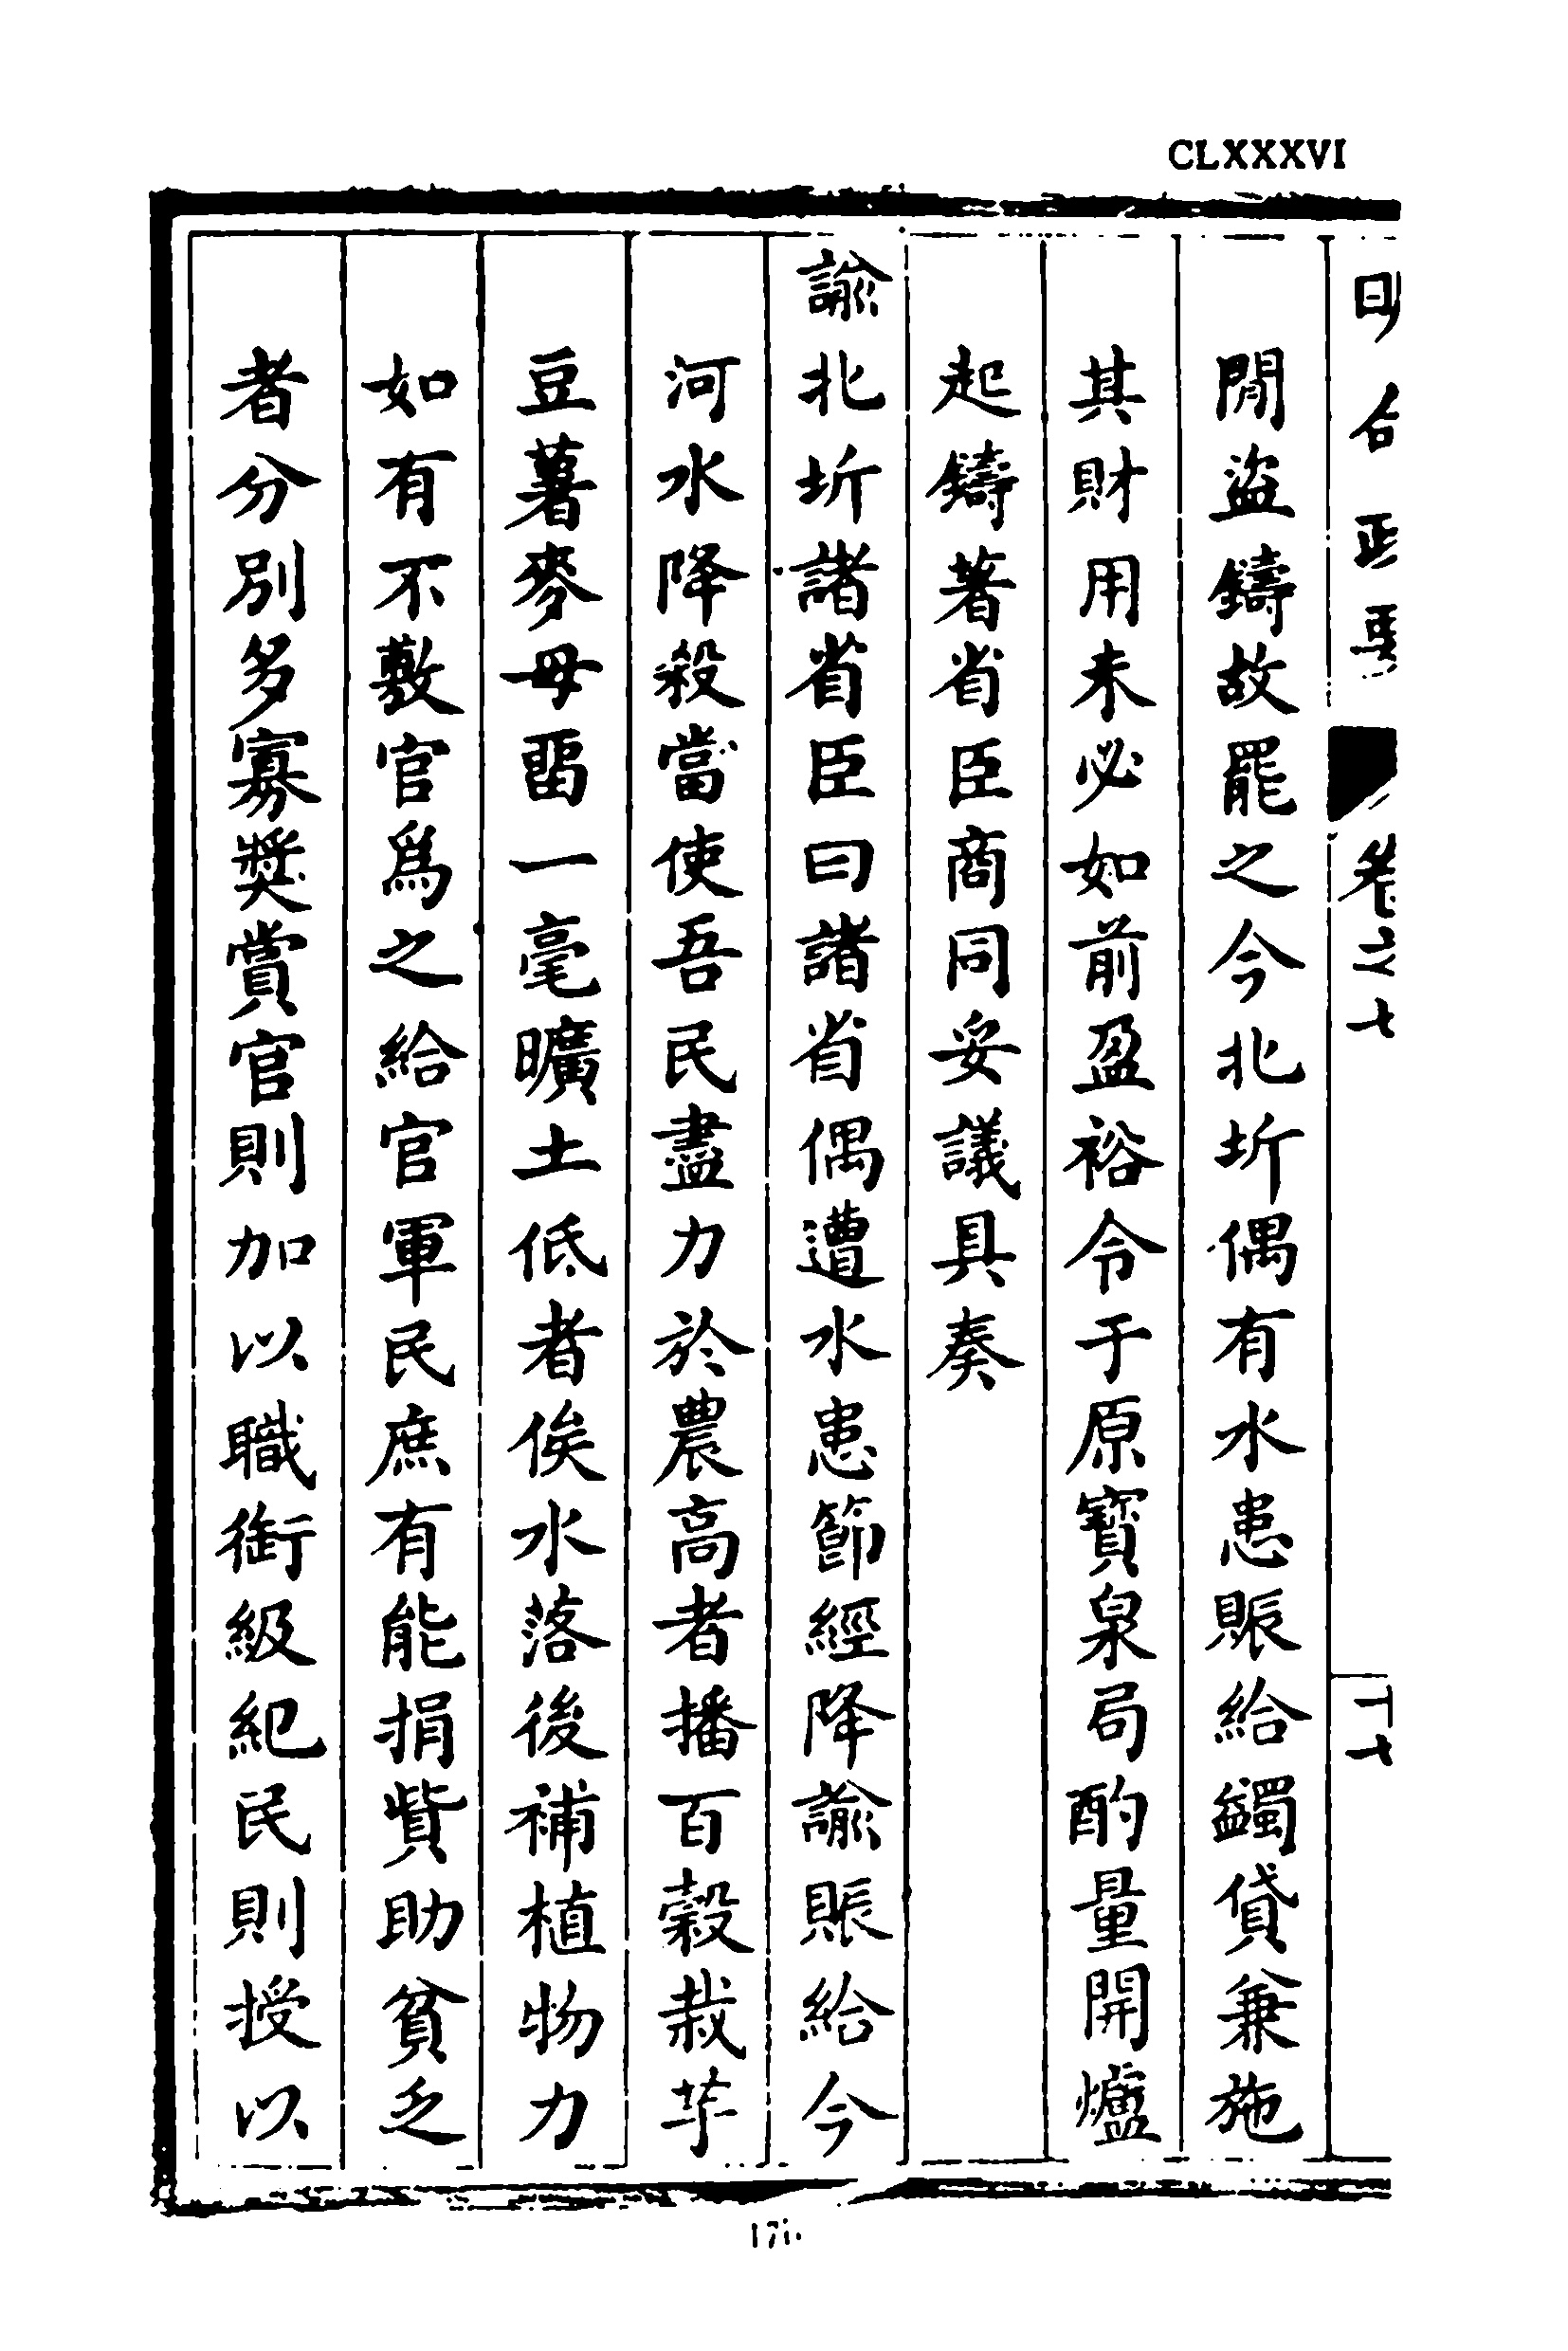 CLXXXVI
明命政要 卷之七 十七
閒盜鑄故罷之今北圻偶有水患賑給蠲貸兼施
其財用未必如前盈裕令于原寶泉局酌量開爐
起鑄著省臣商同妥議具奏
諭北圻諸省臣曰諸省偶遭水患節經降諭賑給今
河水降殺當使吾民盡力於農高者播百穀栽芋
豆薯麥毋畱一毫曠土低者俟水落後補植物力
如有不敷官爲之給官軍民庶有能捐貲助貧乏
者分別多寡獎賞官則加以職銜級紀民則授以